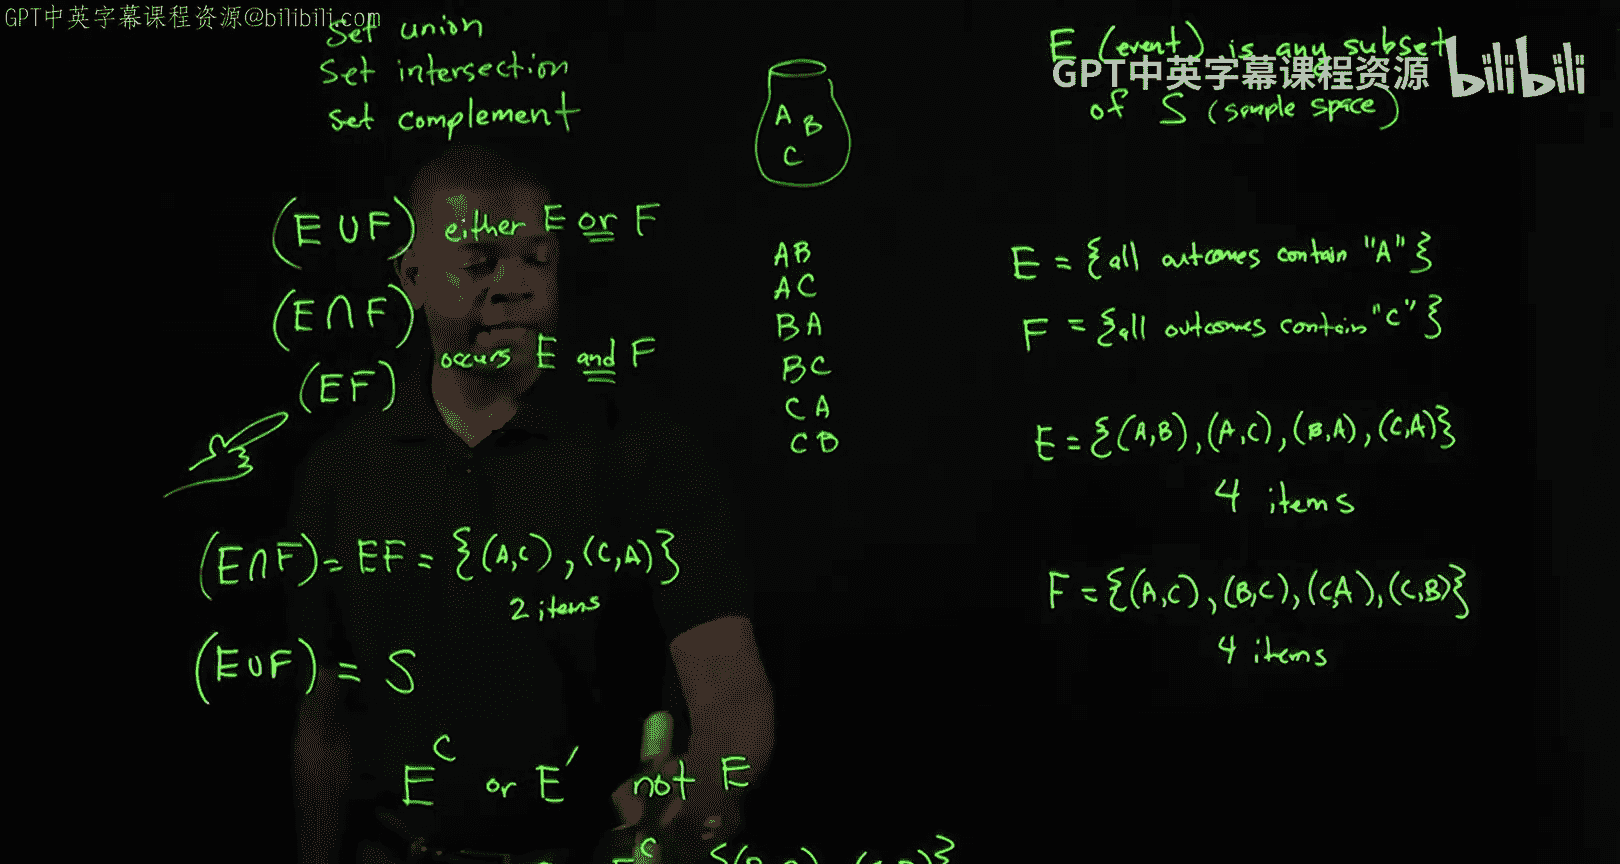 GPT中英字幕课程资源@bilibili.com
Set union
Set intersection
Set complement
(E ∪ F) either E or F
(E ∩ F)
occurs E and F
(EF)
(E∩F) = EF = {(A,C), (C,A)}
2 items
(E∪F) = S
E^C or E′ not E
A B
C
AB
AC
BA
BC
CA
CB
E (event) is any subset
GPT中英字幕课程资源 bilibili
of S (sample space)
E = {all outcomes contain "A"}
F = {all outcomes contain "C"}
E = {(A,B), (A,C), (B,A), (C,A)}
4 items
F = {(A,C), (B,C), (C,A), (C,B)}
4 items